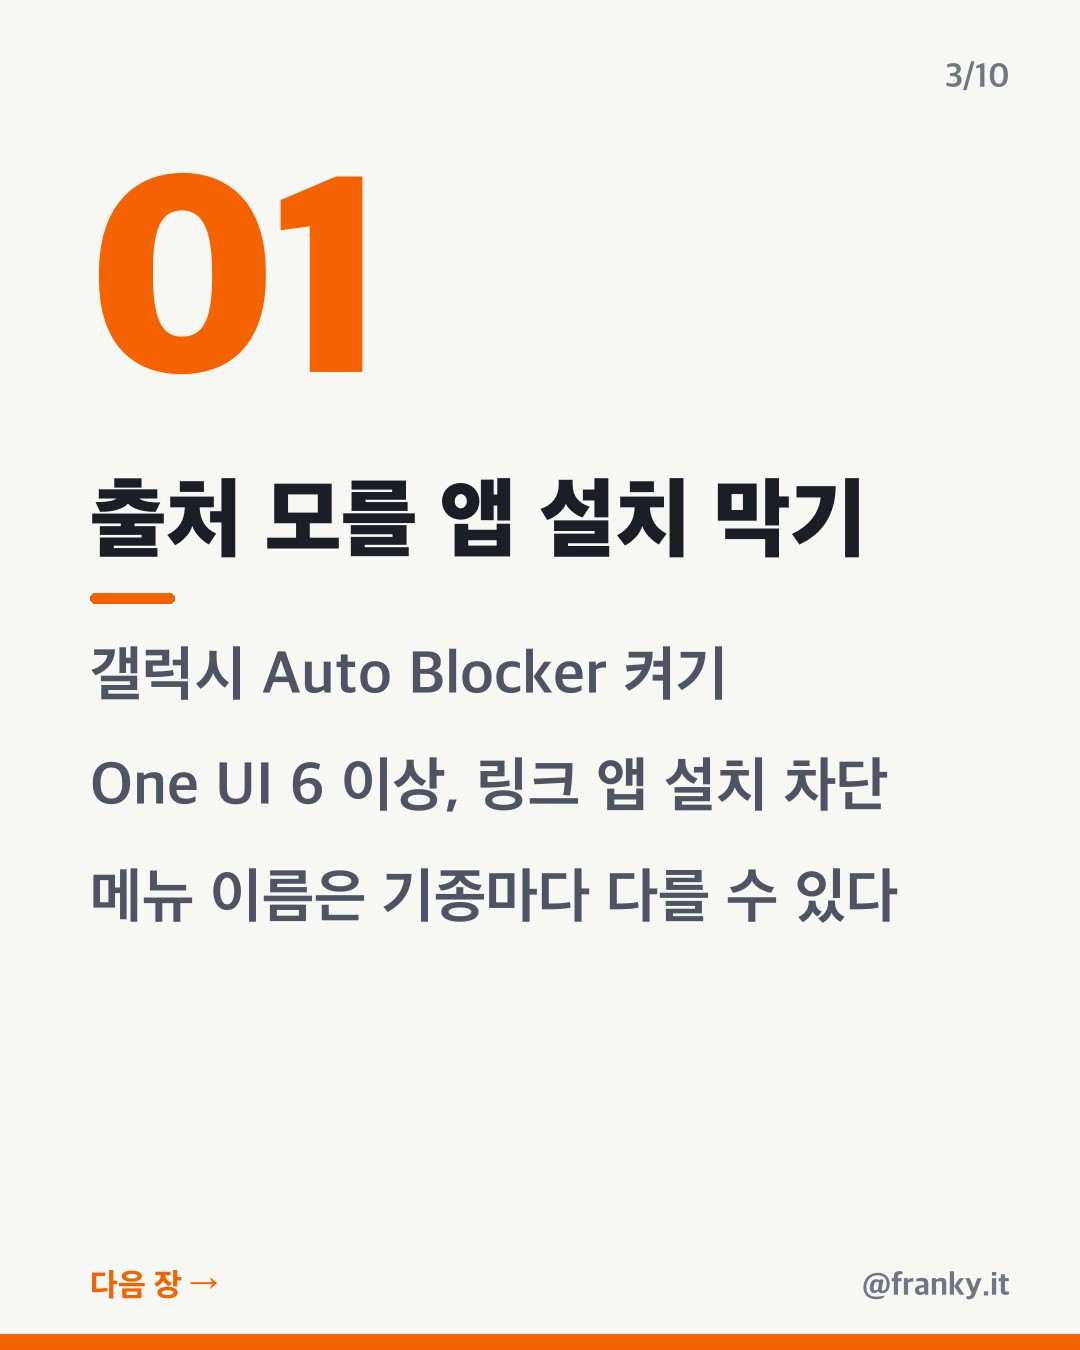 3/10
01
출처 모를 앱 설치 막기
갤럭시 Auto Blocker 켜기
One UI 6 이상, 링크 앱 설치 차단
메뉴 이름은 기종마다 다를 수 있다
다음 장 →
@franky.it